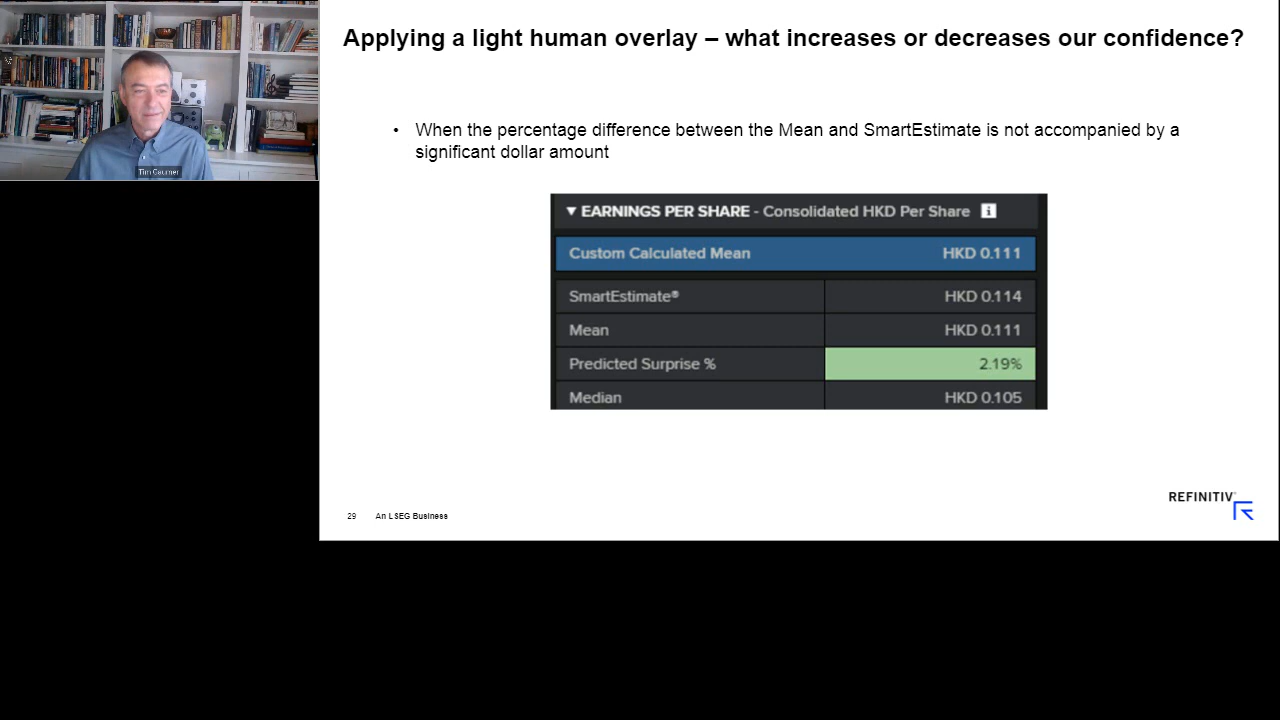 Applying a light human overlay – what increases or decreases our confidence?
Tim Gaumer
• When the percentage difference between the Mean and SmartEstimate is not accompanied by a
significant dollar amount
▼ EARNINGS PER SHARE - Consolidated HKD Per Share i
Custom Calculated Mean HKD 0.111
SmartEstimate® HKD 0.114
Mean HKD 0.111
Predicted Surprise % 2.19%
Median HKD 0.105
REFINITIV
29 An LSEG Business